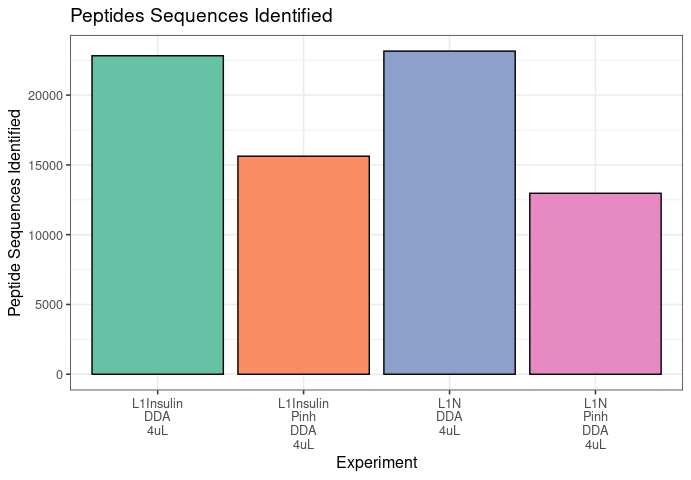 Peptides Sequences Identified
Peptide Sequences Identified
20000
15000
10000
5000
0
L1Insulin
DDA
4uL
L1Insulin
Pinh
DDA
4uL
L1N
DDA
4uL
L1N
Pinh
DDA
4uL
Experiment